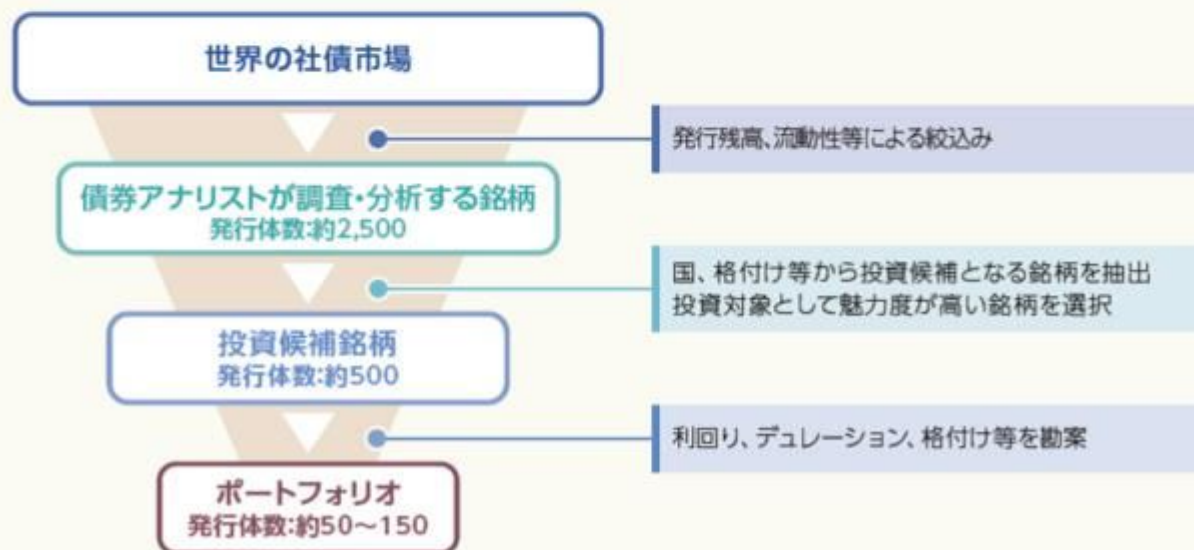 世界の社債市場
発行残高、流動性等による絞込み
債券アナリストが調査・分析する銘柄
発行体数:約2,500
国、格付け等から投資候補となる銘柄を抽出
投資対象として魅力度が高い銘柄を選択
投資候補銘柄
発行体数:約500
利回り、デュレーション、格付け等を勘案
ポートフォリオ
発行体数:約50~150